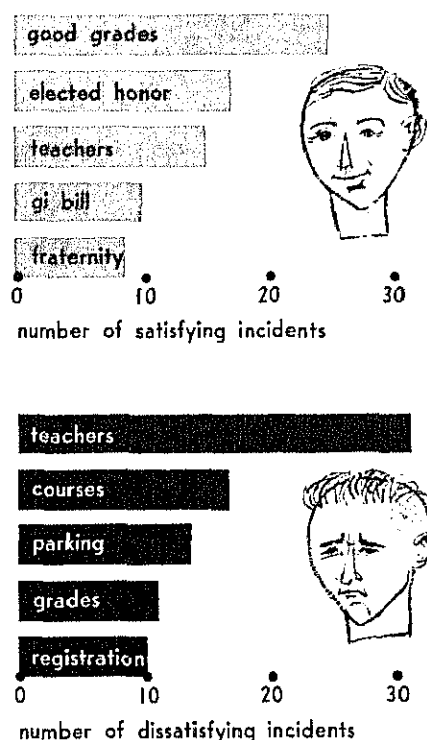 good grades
elected honor
teachers
gi bill
fraternity
0 10 20 30
number of satisfying incidents
teachers
courses
parking
grades
registration
0 10 20 30
number of dissatisfying incidents